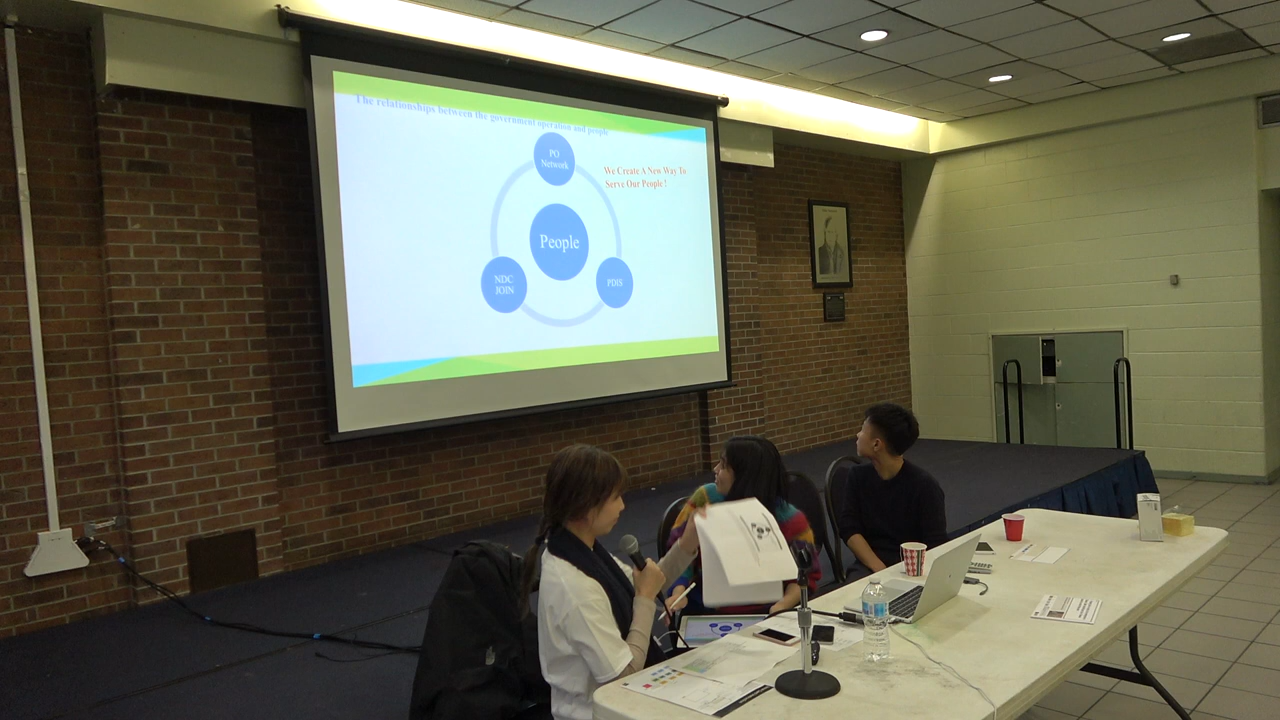 The relationships between the government operation and people
PO
Network
We Create A New Way To
Serve Our People !
People
NDC
JOIN
PDIS